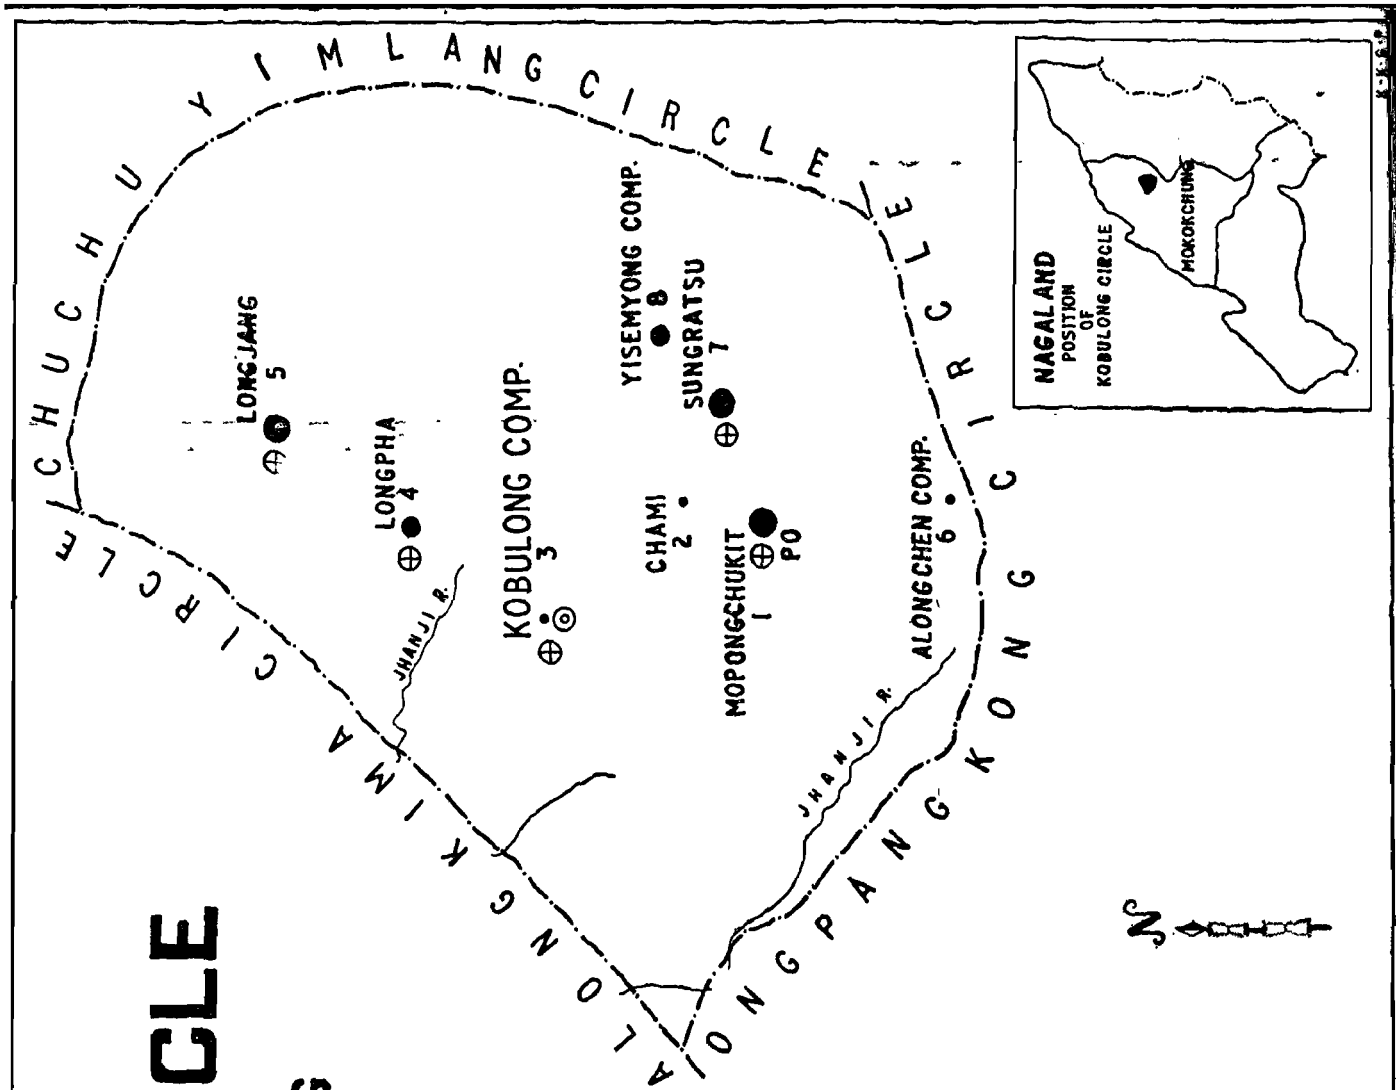 CHUCHUYIMLANG CIRCLE
ALONGKIMA CIRCLE
ONGPANGKONG CIRCLE
LONGJANG
5
LONGPHA
4
JHANJI R.
KOBULONG COMP.
3
YISEMYONG COMP.
8
SUNGRATSU
7
CHAMI
2
MOPONGCHUKIT
1
PO
ALONGCHEN COMP.
6
JHANJI R.
NAGALAND
POSITION
OF
KOBULONG CIRCLE
MOKOKCHUNG
CLE
N